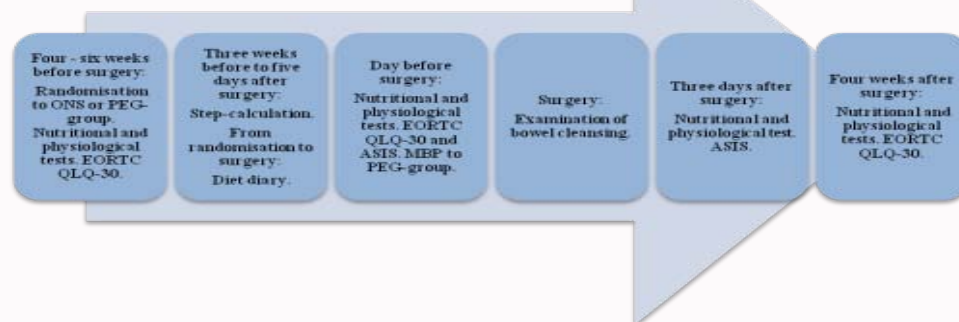 Four - six weeks
before surgery:
Randomisation
to ONS or PEG-
group.
Nutritional and
physiological
tests. EORTC
QLQ-30.
Three weeks
before to five
days after
surgery:
Step-calculation.
From
randomisation to
surgery:
Diet diary.
Day before
surgery:
Nutritional and
physiological
tests. EORTC
QLQ-30 and
ASIS. MBP to
PEG-group.
Surgery:
Examination of
bowel cleansing.
Three days after
surgery:
Nutritional and
physiological test.
ASIS.
Four weeks after
surgery:
Nutritional and
physiological
tests. EORTC
QLQ-30.